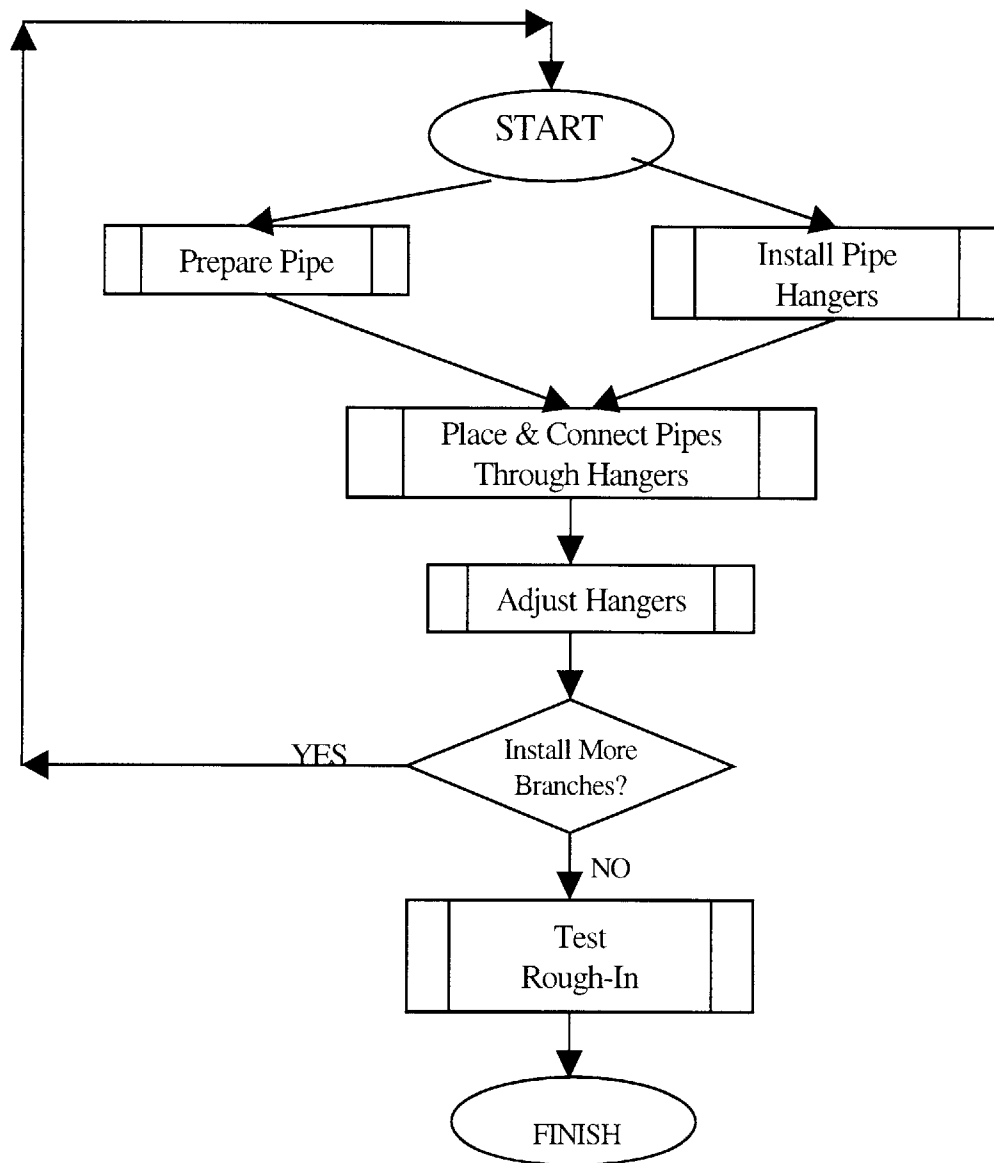 START
Prepare Pipe
Install Pipe
Hangers
Place & Connect Pipes
Through Hangers
Adjust Hangers
YES
Install More
Branches?
NO
Test
Rough-In
FINISH